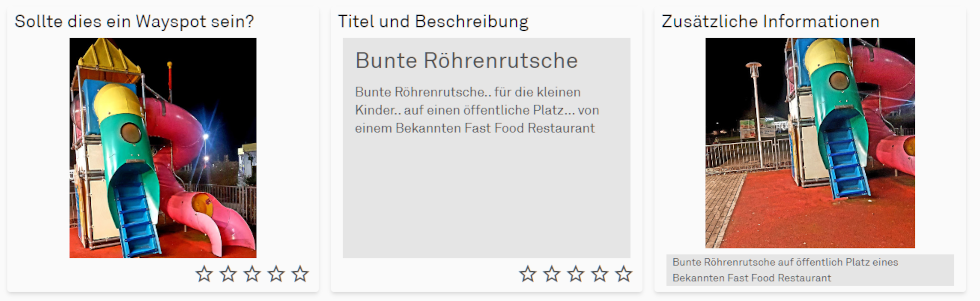 Sollte dies ein Wayspot sein?
Titel und Beschreibung
Bunte Röhrenrutsche
Bunte Röhrenrutsche.. für die kleinen
Kinder.. auf einen öffentliche Platz... von
einem Bekannten Fast Food Restaurant
Zusätzliche Informationen
Bunte Röhrenrutsche auf öffentlich Platz eines
Bekannten Fast Food Restaurant